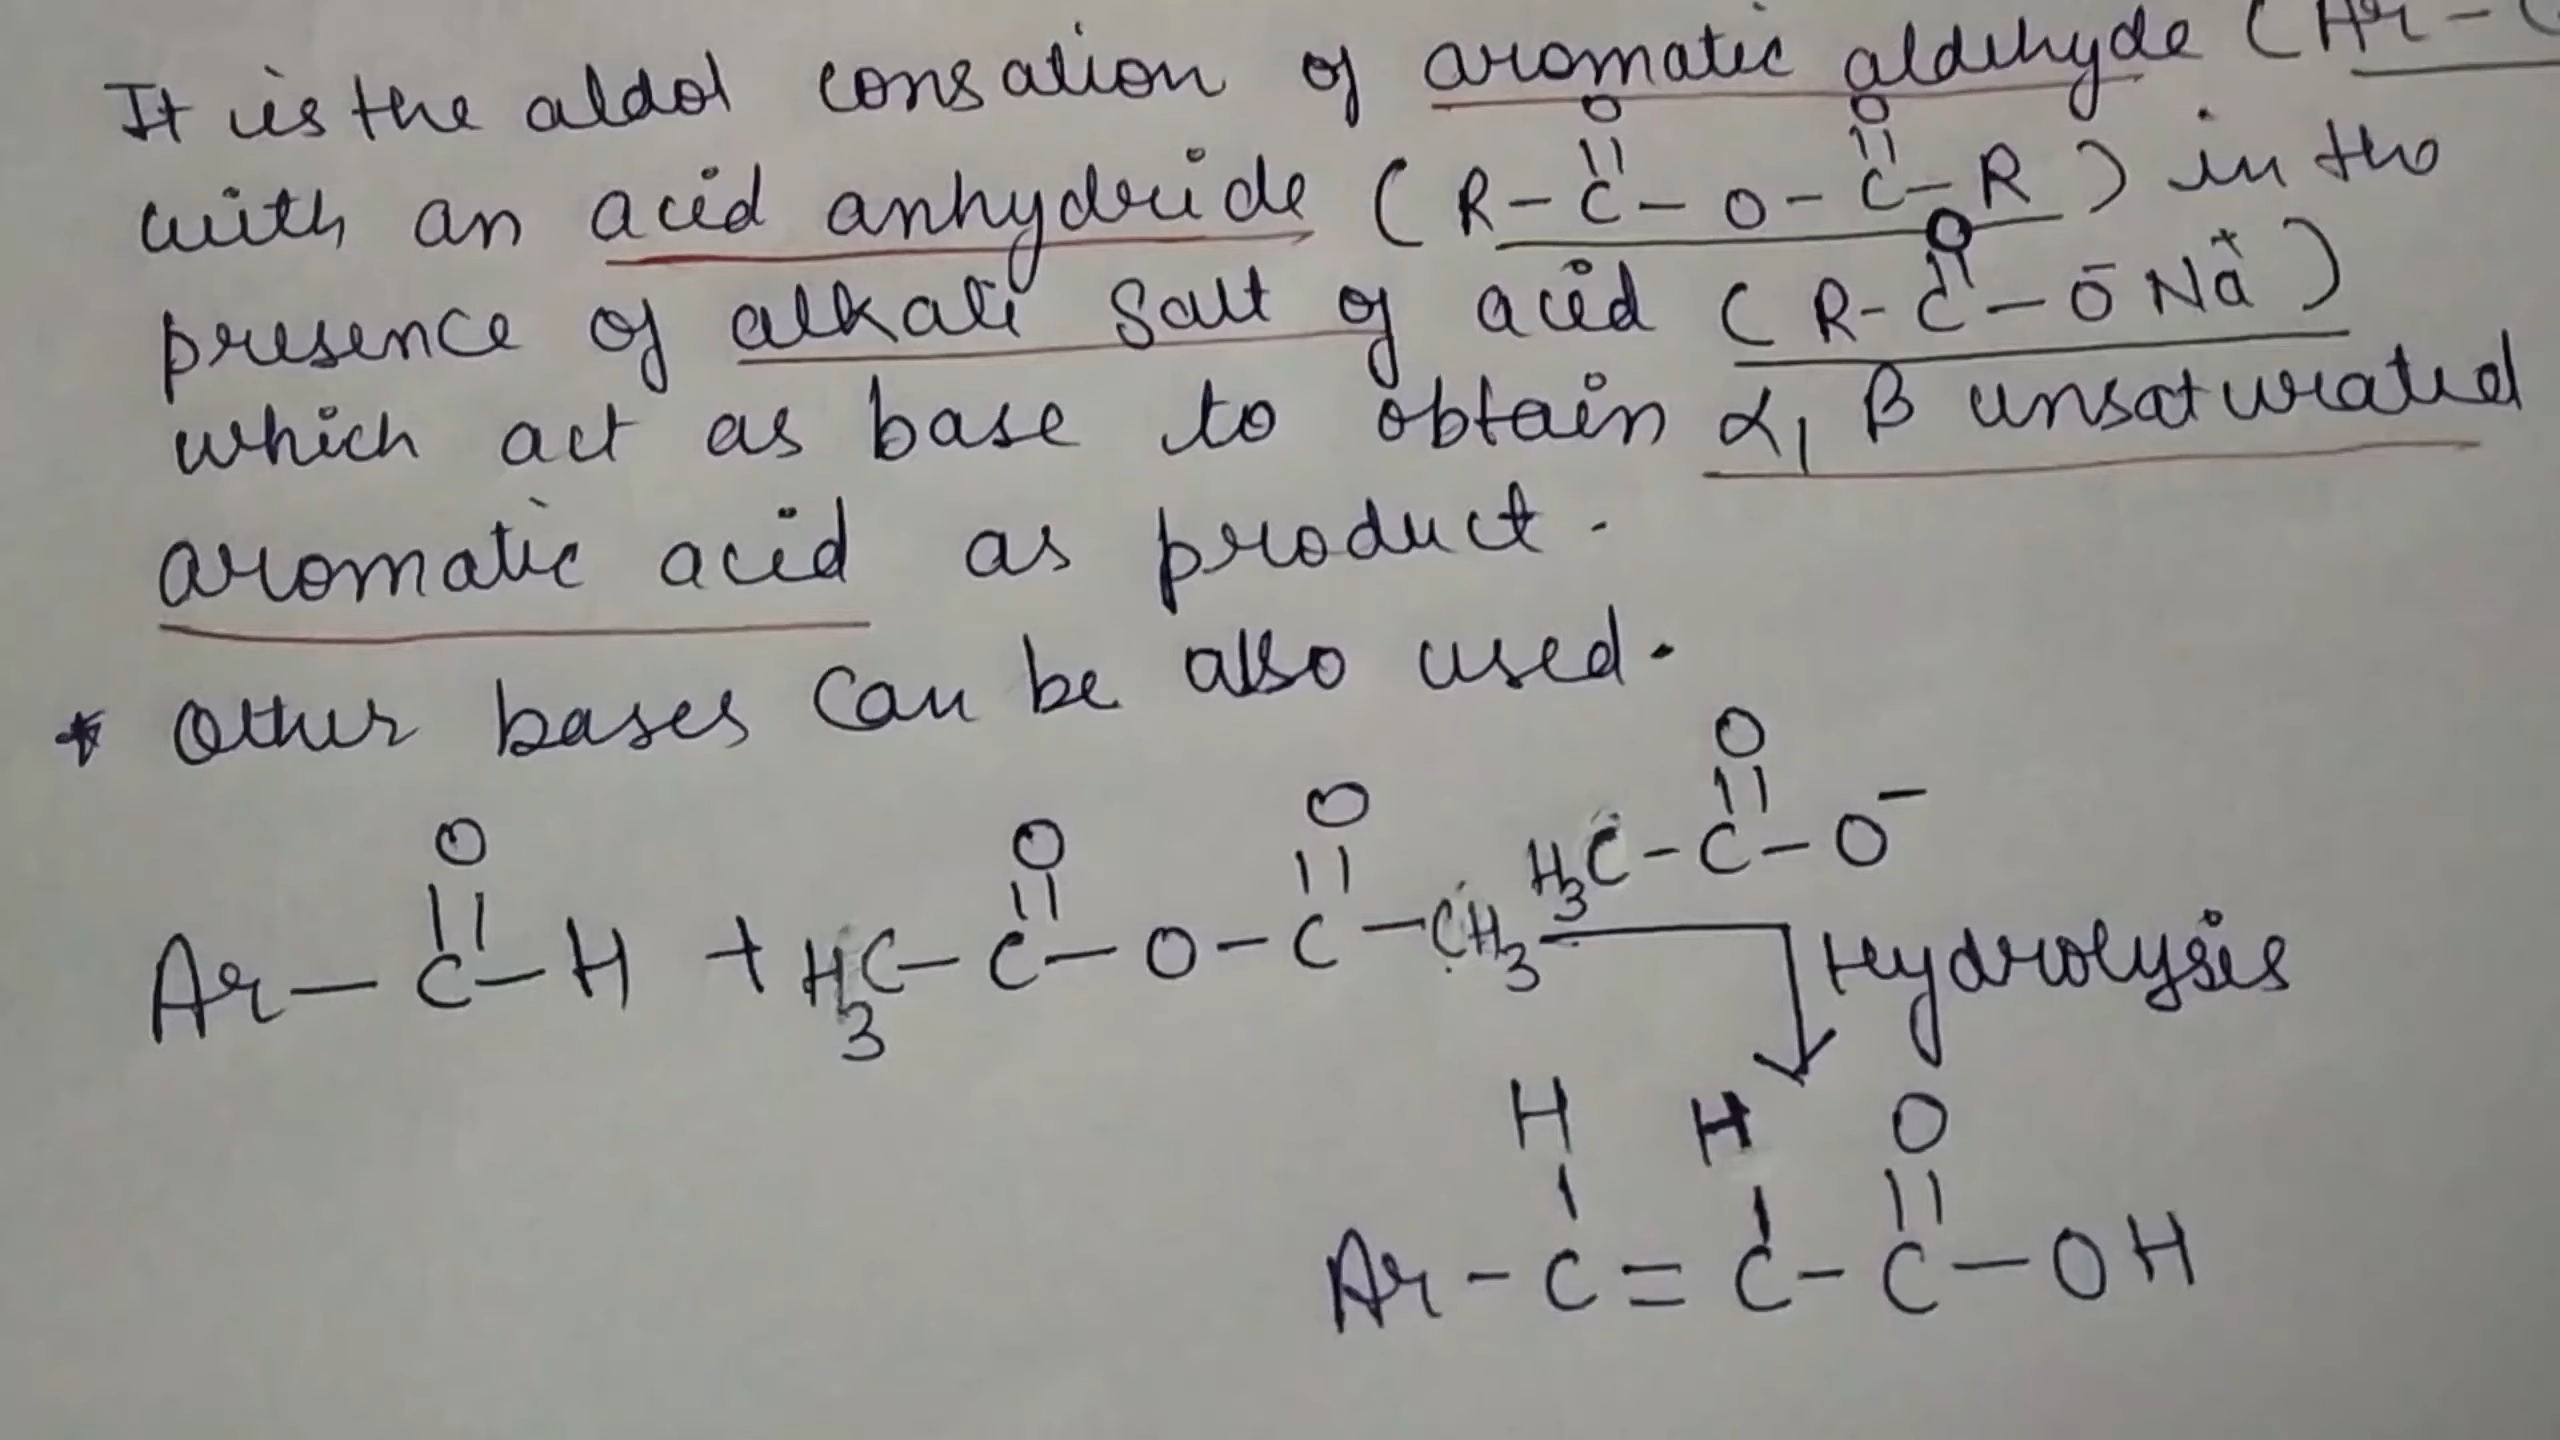 It is the aldol consation of aromatic aldehyde (Ar-C
with an acid anhydride (R-C(=O)-O-C(=O)-R) in the
presence of alkali salt of acid (R-C(=O)-O⁻Na⁺)
which act as base to obtain α, β unsaturated
aromatic acid as product.
* Other bases can be also used.
H₃C-C(=O)-O⁻
Ar-C(=O)-H + H₃C-C(=O)-O-C(=O)-CH₃
Hydrolysis
Ar-C(H)=C(H)-C(=O)-OH